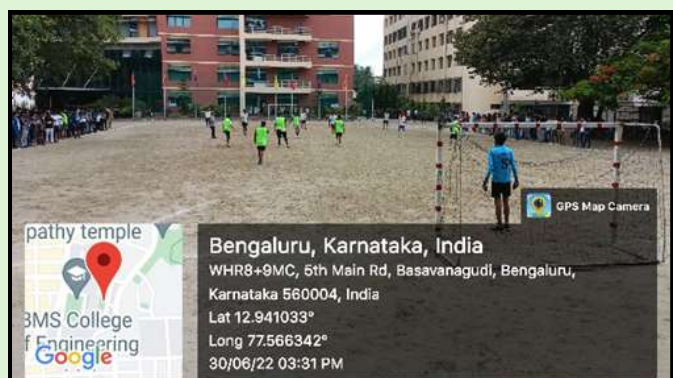 GPS Map Camera
pathy temple
BMS College
f Engineering
Google
Bengaluru, Karnataka, India
WHR8+9MC, 5th Main Rd, Basavanagudi, Bengaluru,
Karnataka 560004, India
Lat 12.941033°
Long 77.566342°
30/06/22 03:31 PM